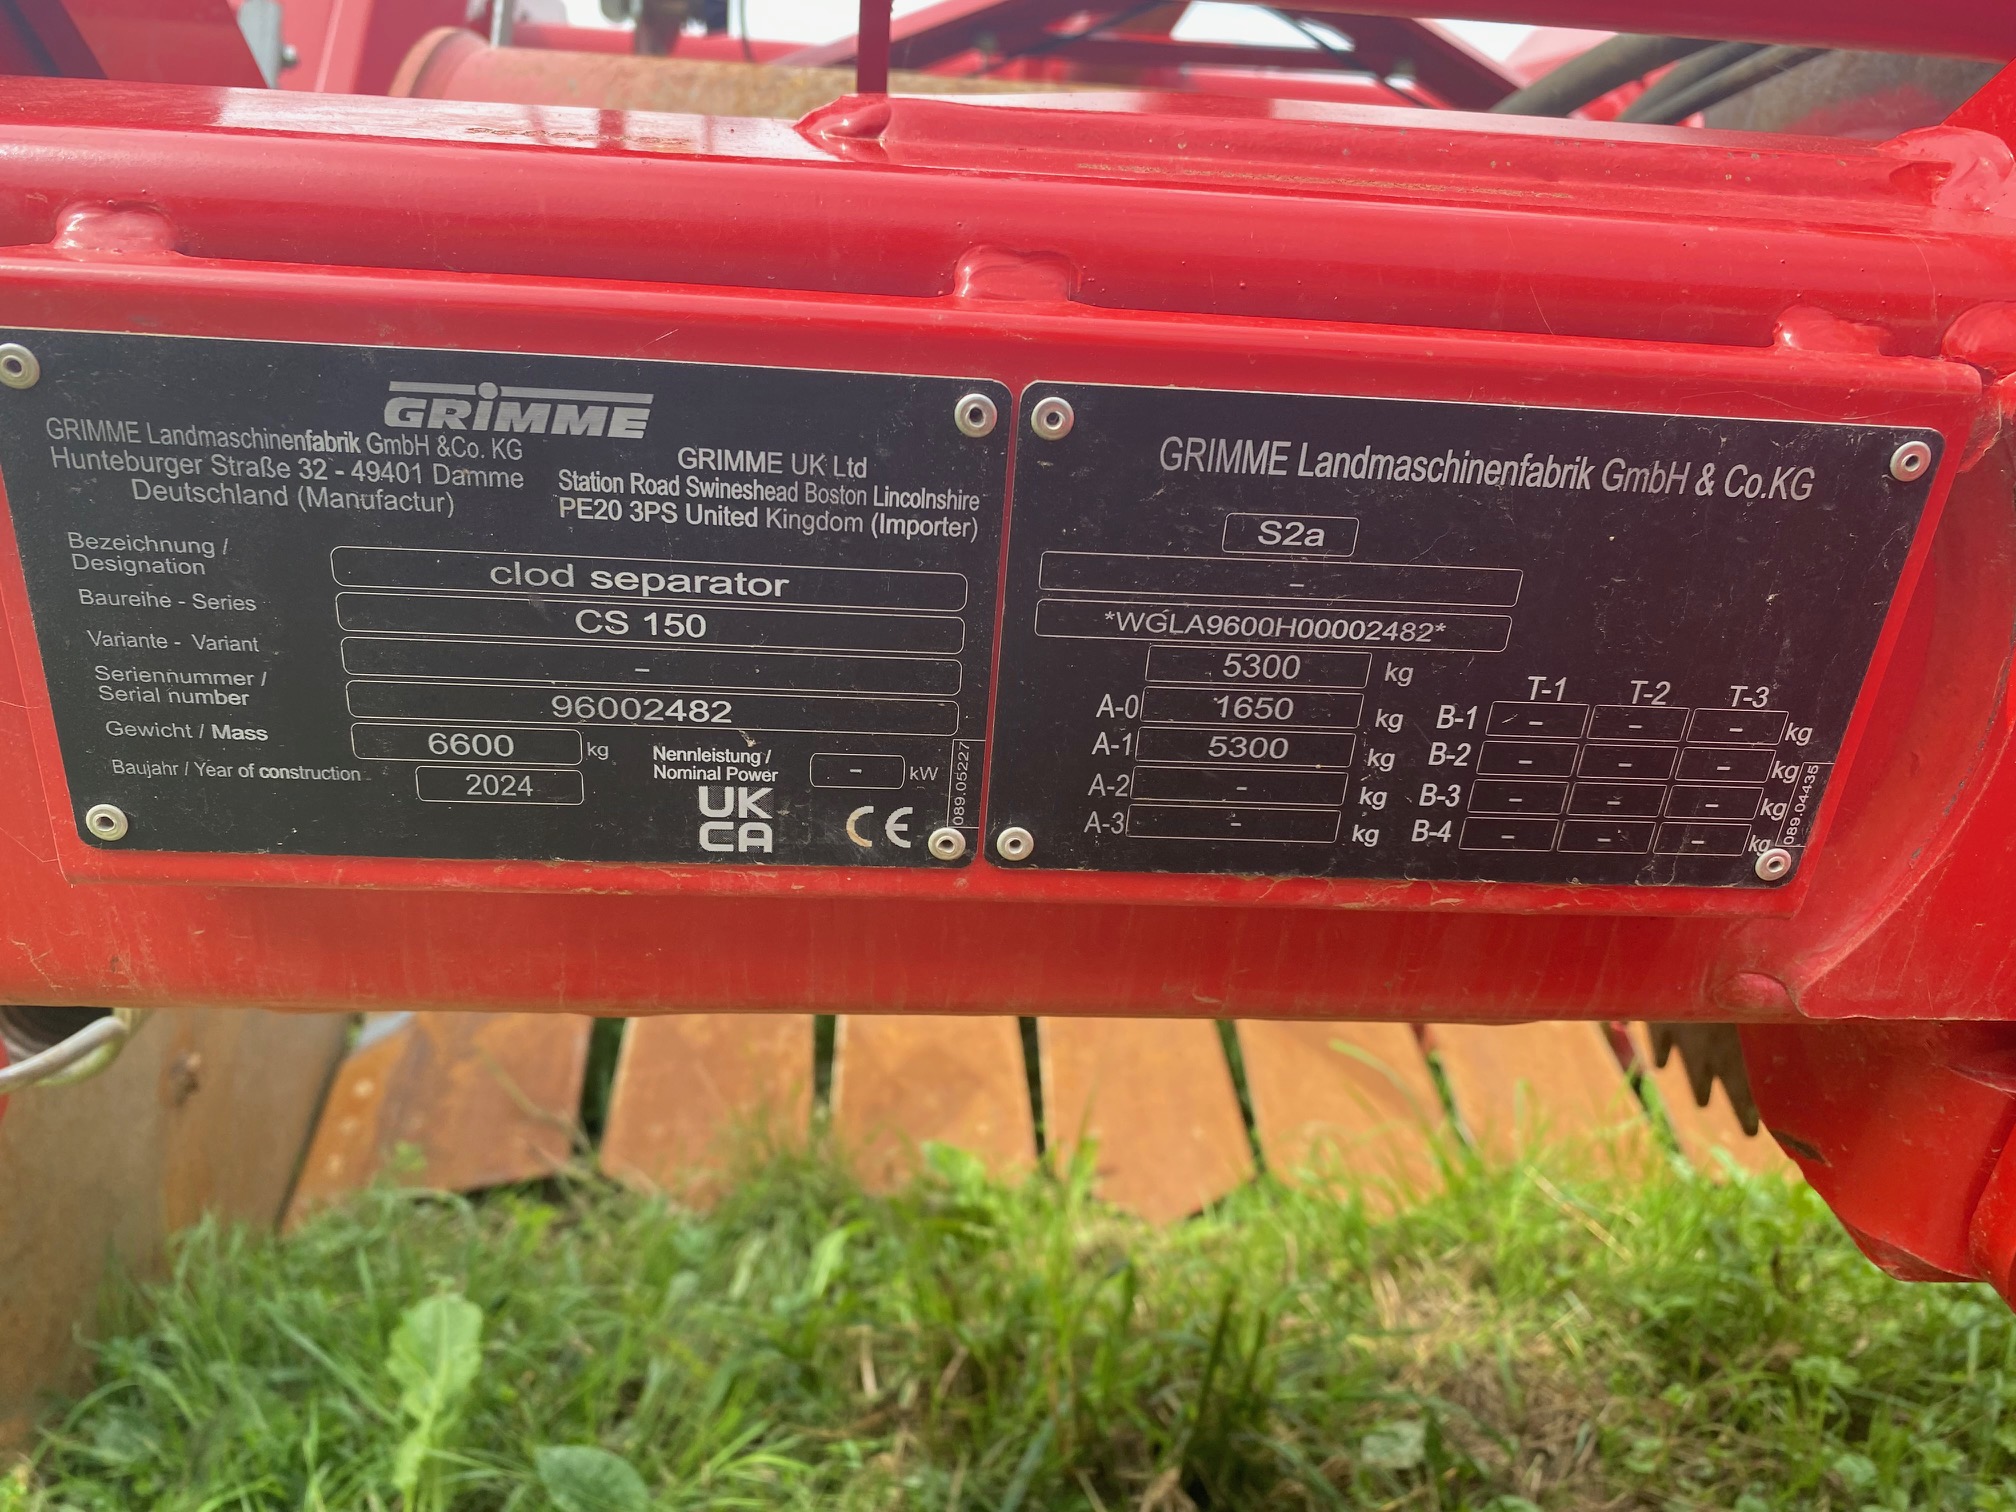 GRIMME
GRIMME Landmaschinenfabrik GmbH &Co. KG
Hunteburger Straße 32 - 49401 Damme
Deutschland (Manufactur)
GRIMME UK Ltd
Station Road Swineshead Boston Lincolnshire
PE20 3PS United Kingdom (Importer)
Bezeichnung /
Designation
clod separator
Baureihe - Series
CS 150
Variante - Variant
-
Seriennummer /
Serial number
96002482
Gewicht / Mass
6600 kg
Nennleistung /
Nominal Power
- kW
Baujahr / Year of construction
2024
UK
CA
CE
089.05227
GRIMME Landmaschinenfabrik GmbH & Co.KG
S2a
-
*WGLA9600H00002482*
5300 kg
T-1 T-2 T-3
A-0 1650 kg B-1 - - - kg
A-1 5300 kg B-2 - - - kg
A-2 - kg B-3 - - - kg
A-3 - kg B-4 - - - kg
089.04435